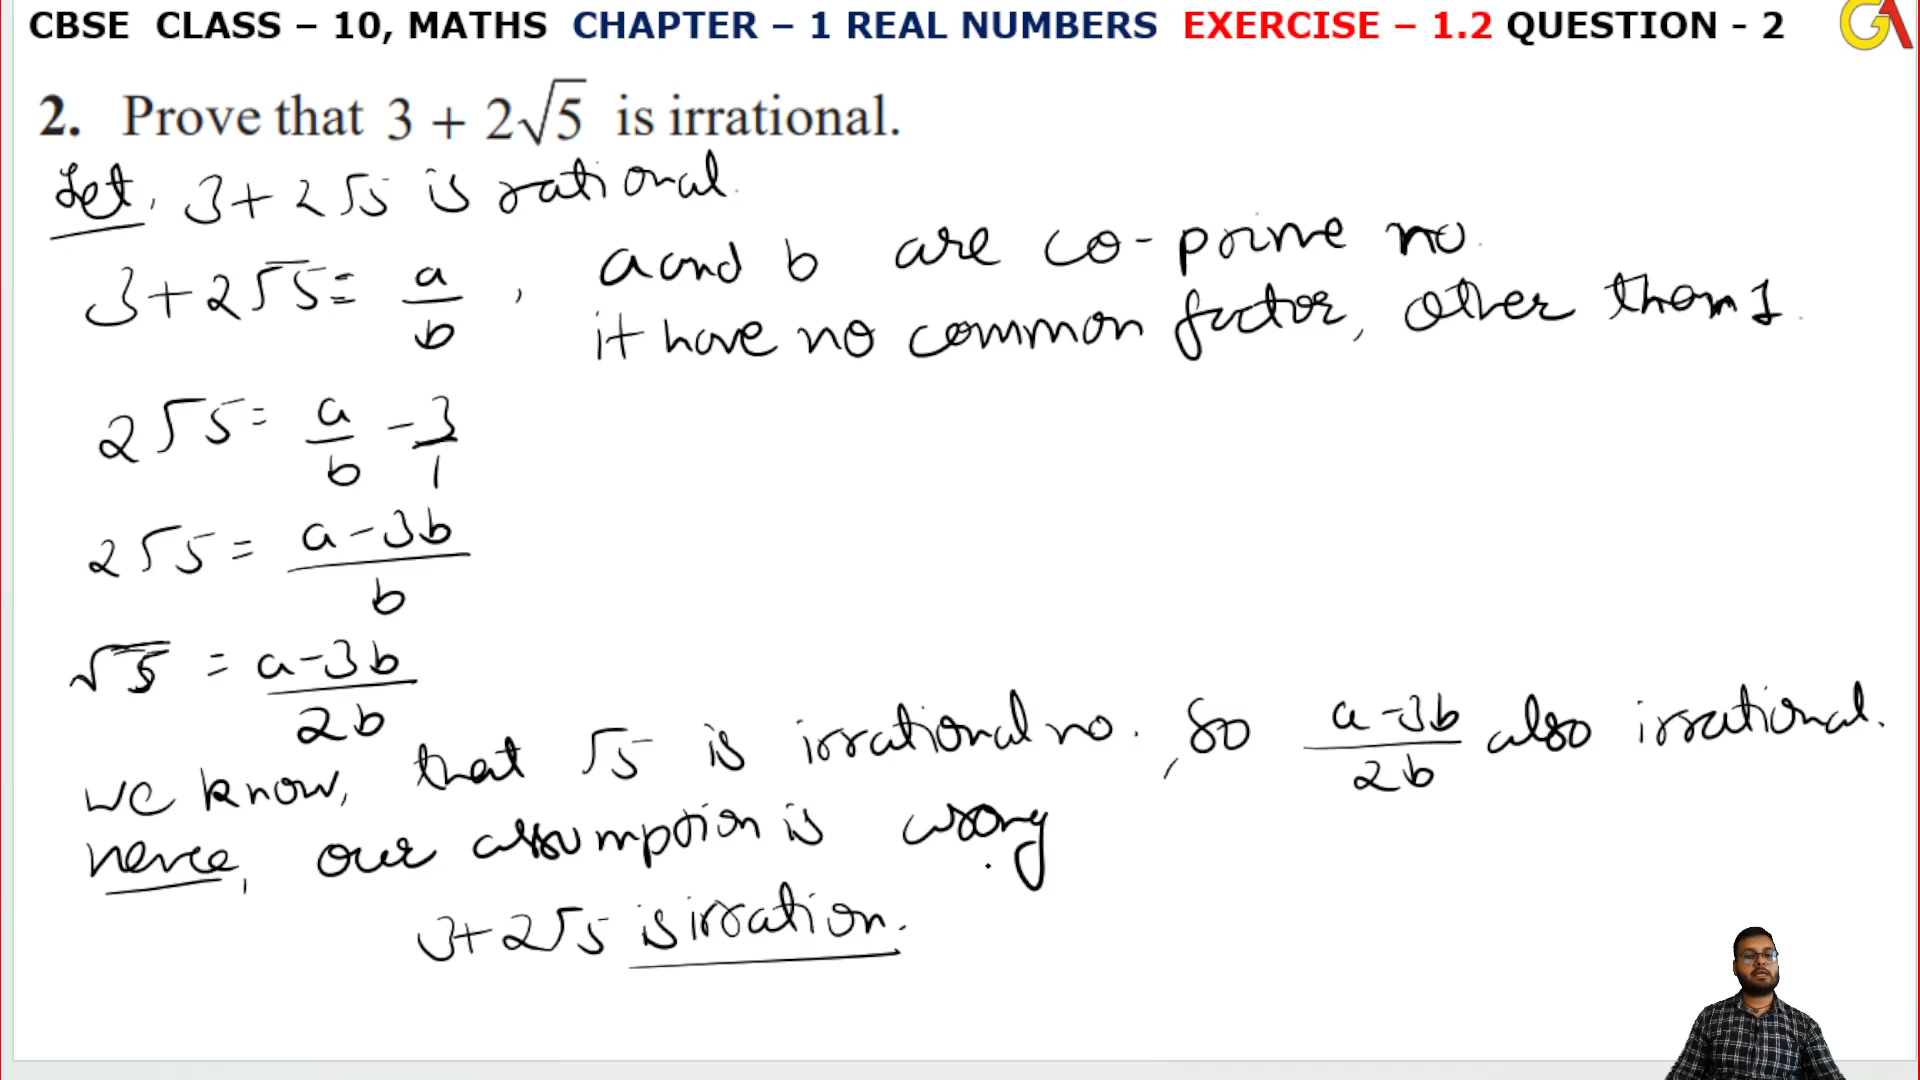 CBSE CLASS – 10, MATHS CHAPTER – 1 REAL NUMBERS EXERCISE – 1.2 QUESTION - 2
GA
2. Prove that 3 + 2√5 is irrational.
Let, 3+2√5 is rational.
3+2√5 = a/b , a and b are co-prime no.
it have no common factor, other than 1.
2√5 = a/b - 3/1
2√5 = a-3b/b
√5 = a-3b/2b
we know, that √5 is irrational no. , So a-3b/2b also irrational.
hence, our assumption is wrong
3+2√5 is irration.